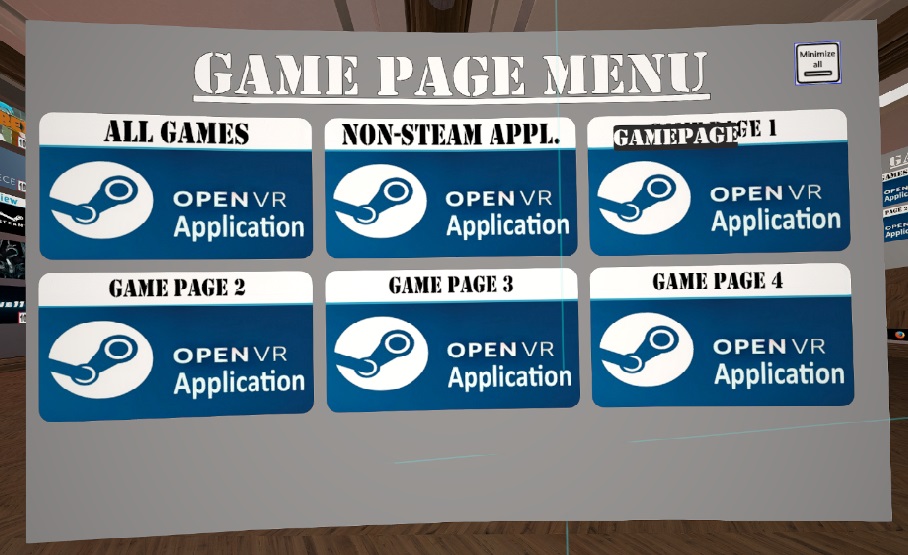 GAME PAGE MENU
Minimize
all
ALL GAMES
OPEN VR
Application
NON-STEAM APPL.
OPEN VR
Application
GAMEPAGE
GE 1
OPEN VR
Application
GAME PAGE 2
OPEN VR
Application
GAME PAGE 3
OPEN VR
Application
GAME PAGE 4
OPEN VR
Application